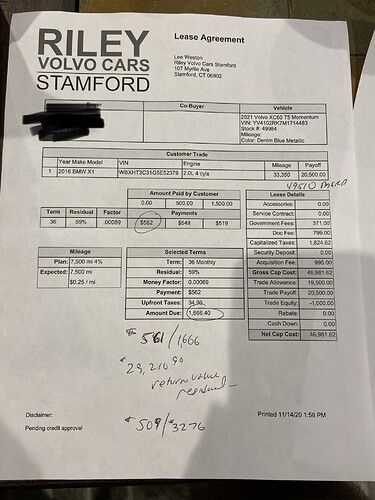 RILEY
VOLVO CARS
STAMFORD
Lease Agreement
Lee Weston
Riley Volvo Cars Stamford
107 Myrtle Ave
Stamford, CT 06902
Buyer Co-Buyer Vehicle
2021 Volvo XC60 T5 Momentum
VIN: YV4102RK7M1714483
Stock #: 49984
Mileage:
Color: Denim Blue Metallic
Customer Trade
Year Make Model VIN Engine Mileage Payoff
1 2016 BMW X1 WBXHT3C31G5E52379 2.0L 4 cyls 33,350 20,500.00
49510 MSRP
Amount Paid by Customer
0.00 500.00 1,500.00
Term Residual Factor Payments
36 59% .00089 $562 $548 $519
Lease Details
Accessories: 0.00
Service Contract: 0.00
Government Fees: 371.00
Doc Fee: 799.00
Capitalized Taxes: 1,824.62
Security Deposit: 0.00
Acquisition Fee: 995.00
Gross Cap Cost: 46,981.62
Trade Allowance: 19,500.00
Trade Payoff: 20,500.00
Trade Equity: -1,000.00
Rebate: 0.00
Cash Down: 0.00
Net Cap Cost: 46,981.62
Mileage
Plan: 7,500 mi 4%
Expected: 7,500 mi
$0.25 / mi
Selected Terms
Term: 36 Monthly
Residual: 59%
Money Factor: 0.00089
Payment: $562
Upfront Taxes: 34.96
Amount Due: 1,666.40
$ 561/1666
$ 29,210.90
return value
residual
$ 509/$3276
Disclaimer:
Pending credit approval
Printed 11/14/20 1:58 PM